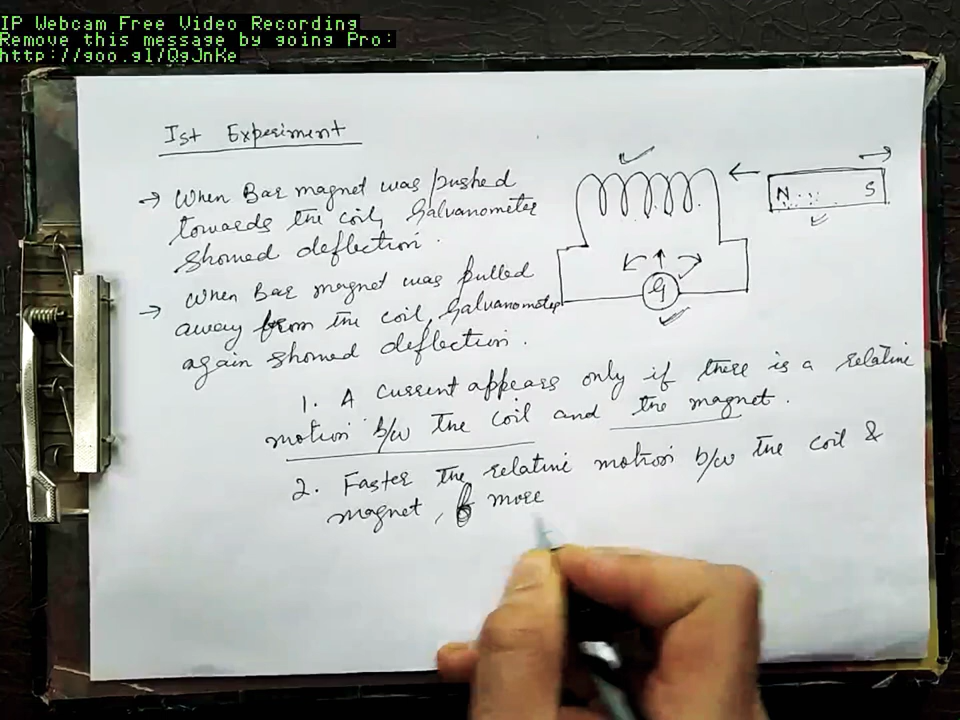 IP Webcam Free Video Recording
Remove this message by going Pro:
http://goo.gl/QgJnKe
Ist Experiment
→ When Bar magnet was pushed
towards the coil, Galvanometer
showed deflection.
→ When Bar magnet was pulled
away from the coil, Galvanometer
again showed deflection.
N S
G
1. A current appears only if there is a relative
motion b/w the coil and the magnet.
2. Faster the relative motion b/w the coil &
magnet, more